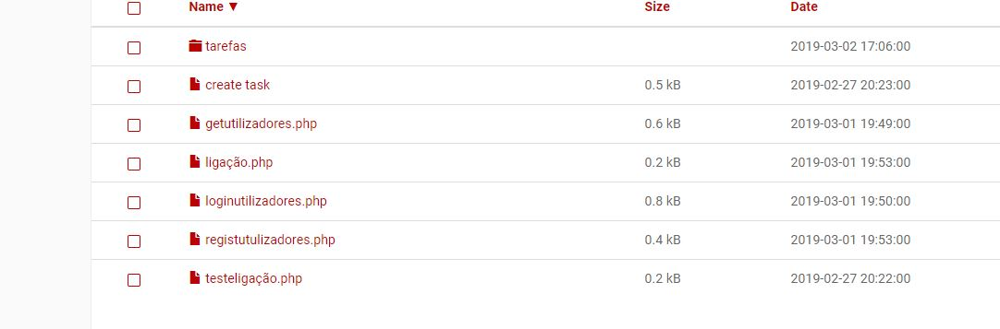 Name ▼ Size Date
tarefas 2019-03-02 17:06:00
create task 0.5 kB 2019-02-27 20:23:00
getutilizadores.php 0.6 kB 2019-03-01 19:49:00
ligação.php 0.2 kB 2019-03-01 19:53:00
loginutilizadores.php 0.8 kB 2019-03-01 19:50:00
registutulizadores.php 0.4 kB 2019-03-01 19:53:00
testeligação.php 0.2 kB 2019-02-27 20:22:00